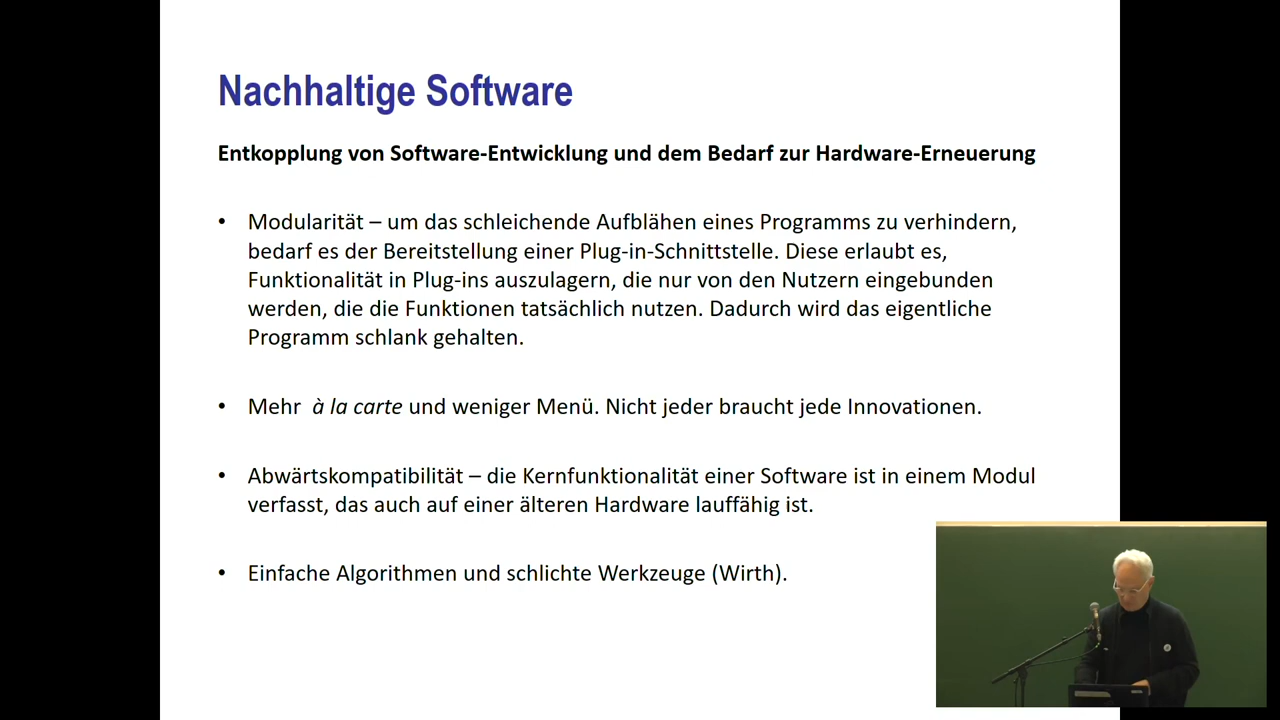 Nachhaltige Software
Entkopplung von Software-Entwicklung und dem Bedarf zur Hardware-Erneuerung
• Modularität – um das schleichende Aufblähen eines Programms zu verhindern,
bedarf es der Bereitstellung einer Plug-in-Schnittstelle. Diese erlaubt es,
Funktionalität in Plug-ins auszulagern, die nur von den Nutzern eingebunden
werden, die die Funktionen tatsächlich nutzen. Dadurch wird das eigentliche
Programm schlank gehalten.
• Mehr à la carte und weniger Menü. Nicht jeder braucht jede Innovationen.
• Abwärtskompatibilität – die Kernfunktionalität einer Software ist in einem Modul
verfasst, das auch auf einer älteren Hardware lauffähig ist.
• Einfache Algorithmen und schlichte Werkzeuge (Wirth).